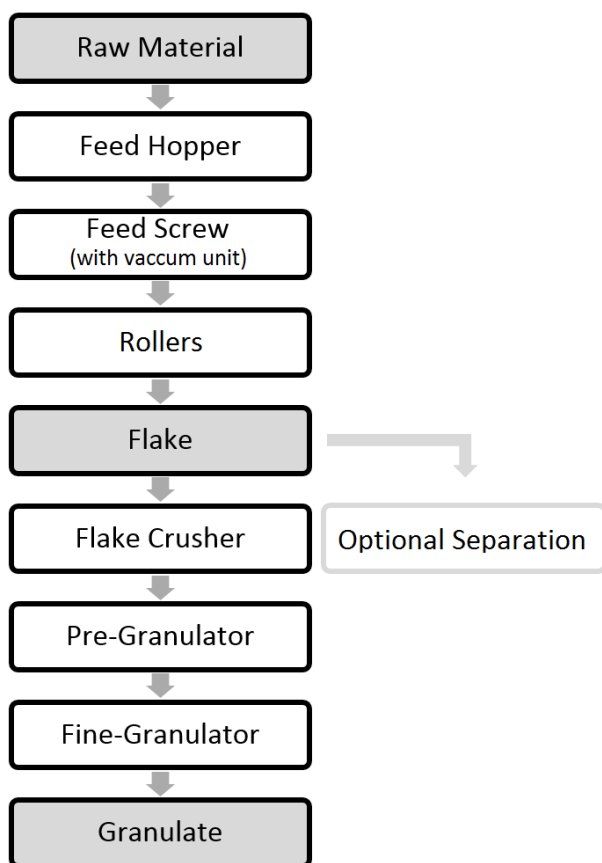 Raw Material
Feed Hopper
Feed Screw
(with vaccum unit)
Rollers
Flake
Flake Crusher
Optional Separation
Pre-Granulator
Fine-Granulator
Granulate